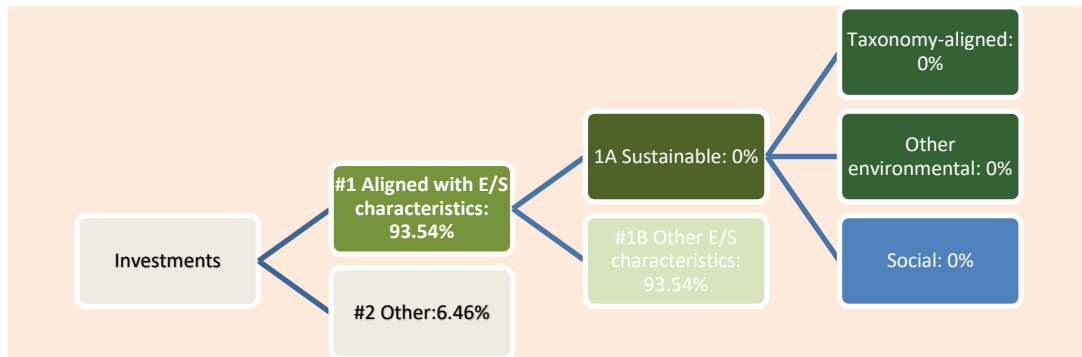 Investments
#1 Aligned with E/S
characteristics:
93.54%
#2 Other:6.46%
1A Sustainable: 0%
#1B Other E/S
characteristics:
93.54%
Taxonomy-aligned:
0%
Other
environmental: 0%
Social: 0%